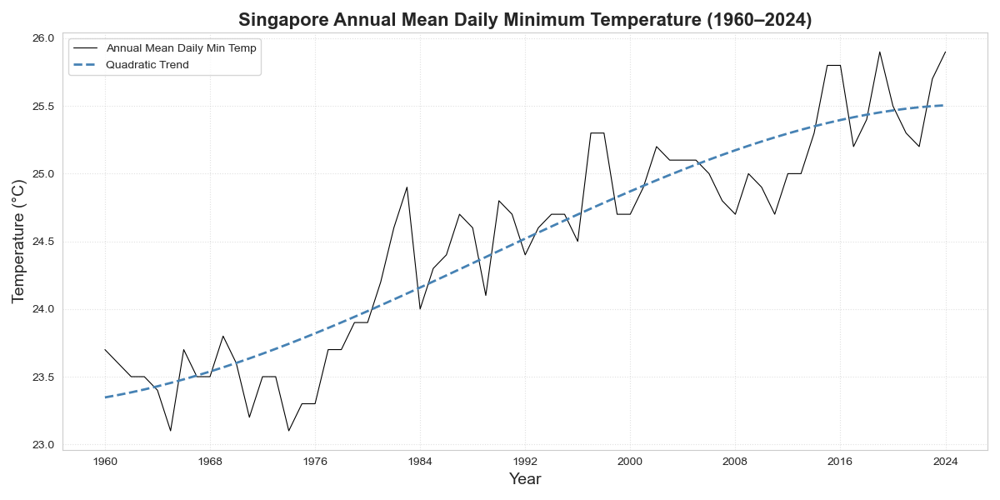 Singapore Annual Mean Daily Minimum Temperature (1960–2024)
Annual Mean Daily Min Temp
Quadratic Trend
Temperature (°C)
26.0
25.5
25.0
24.5
24.0
23.5
23.0
1960 1968 1976 1984 1992 2000 2008 2016 2024
Year